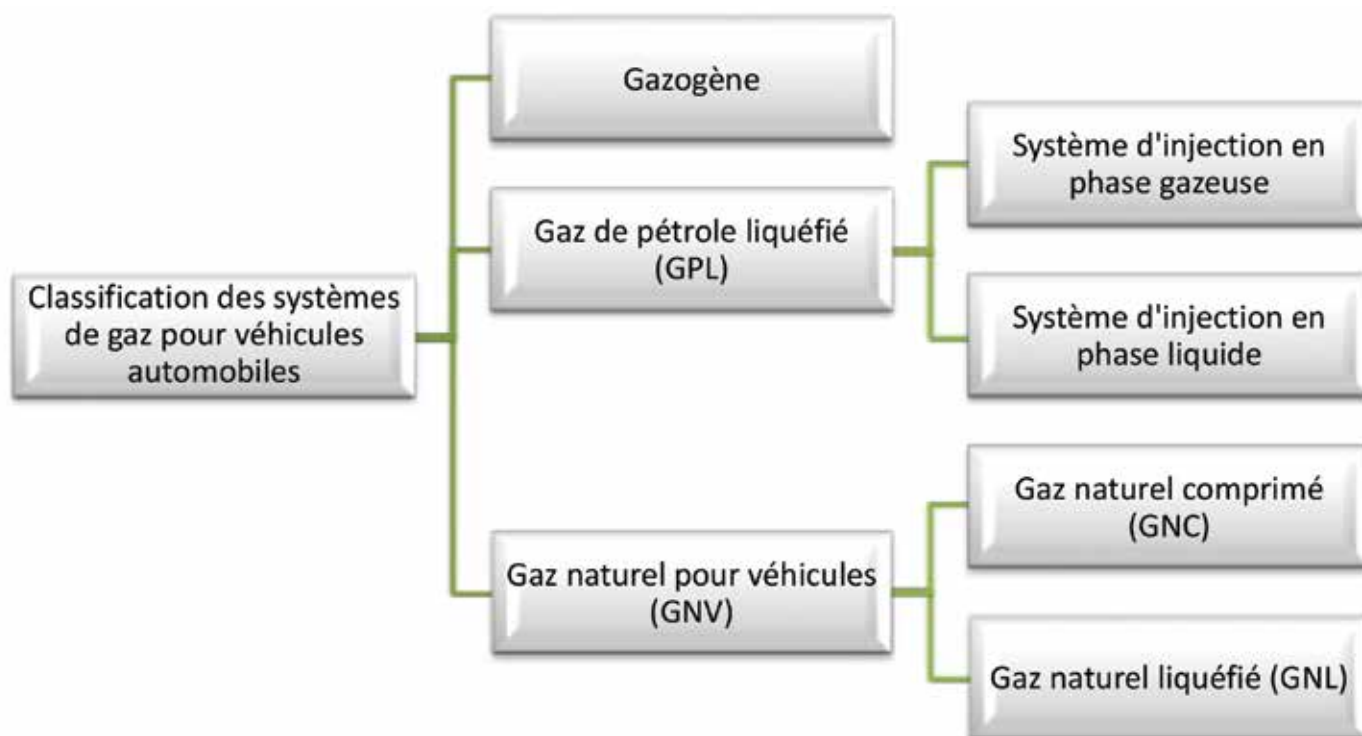 Classification des systèmes
de gaz pour véhicules
automobiles
Gazogène
Gaz de pétrole liquéfié
(GPL)
Système d'injection en
phase gazeuse
Système d'injection en
phase liquide
Gaz naturel pour véhicules
(GNV)
Gaz naturel comprimé
(GNC)
Gaz naturel liquéfié (GNL)